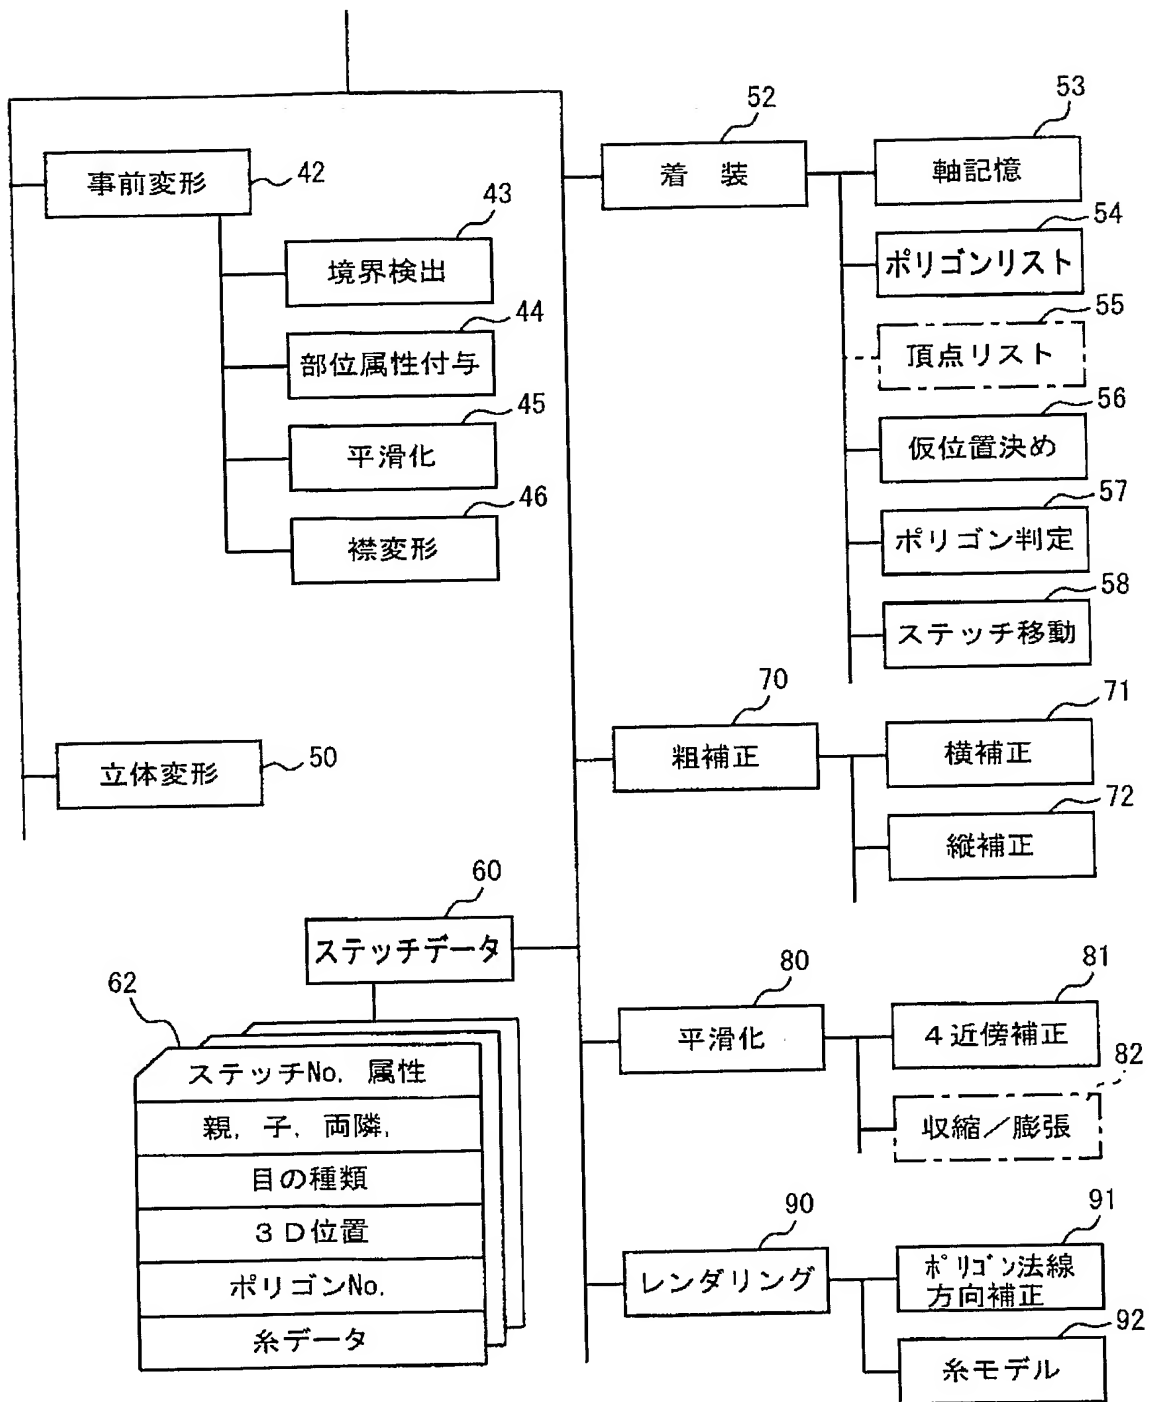 事前変形
42
境界検出
43
部位属性付与
44
平滑化
45
襟変形
46
立体変形
50
着 装
52
軸記憶
53
ポリゴンリスト
54
頂点リスト
55
仮位置決め
56
ポリゴン判定
57
ステッチ移動
58
ステッチデータ
60
62
ステッチNo. 属性
親, 子, 両隣,
目の種類
3D位置
ポリゴンNo.
糸データ
粗補正
70
横補正
71
縦補正
72
平滑化
80
4近傍補正
81
収縮／膨張
82
レンダリング
90
ポリゴン法線
方向補正
91
糸モデル
92